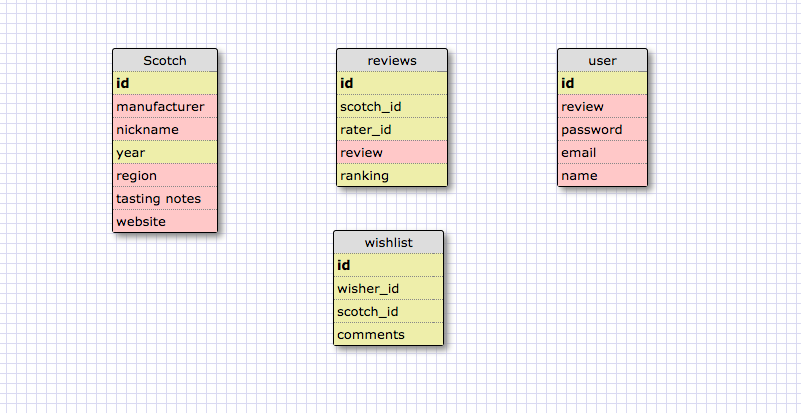 Scotch
id
manufacturer
nickname
year
region
tasting notes
website
reviews
id
scotch_id
rater_id
review
ranking
user
id
review
password
email
name
wishlist
id
wisher_id
scotch_id
comments